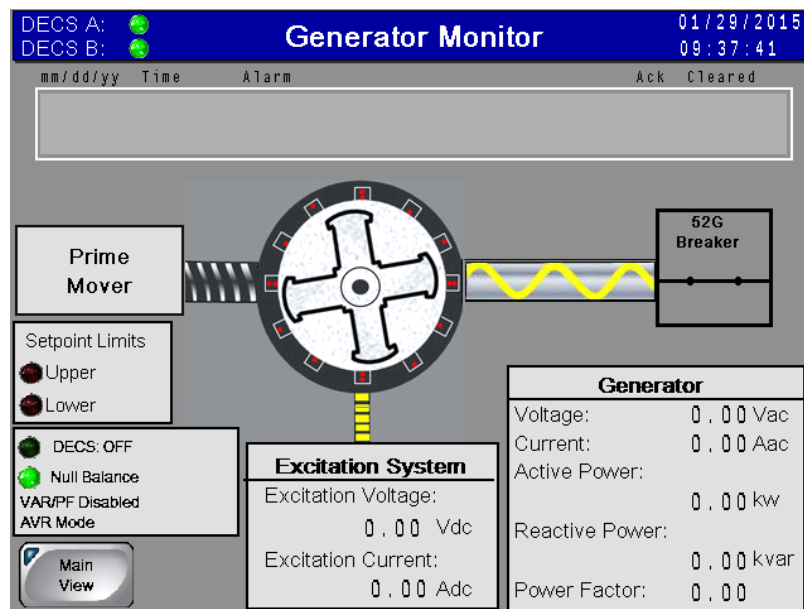 DECS A:
DECS B:
Generator Monitor
01/29/2015
09:37:41
mm/dd/yy Time Alarm Ack Cleared
52G
Breaker
Prime
Mover
Setpoint Limits
Upper
Lower
DECS: OFF
Null Balance
VAR/PF Disabled
AVR Mode
Main
View
Excitation System
Excitation Voltage:
0.00 Vdc
Excitation Current:
0.00 Adc
Generator
Voltage: 0.00 Vac
Current: 0.00 Aac
Active Power:
0.00 kw
Reactive Power:
0.00 kvar
Power Factor: 0.00